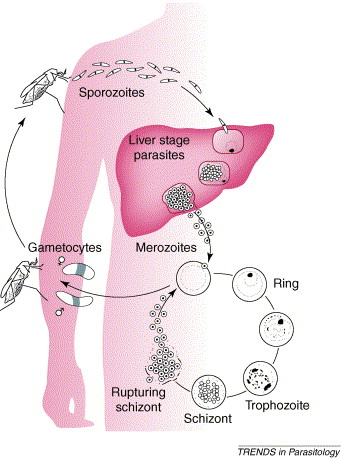 Sporozoites
Liver stage
parasites
Gametocytes
♀
Merozoites
Ring
♂
Rupturing
schizont
Trophozoite
Schizont
TRENDS in Parasitology